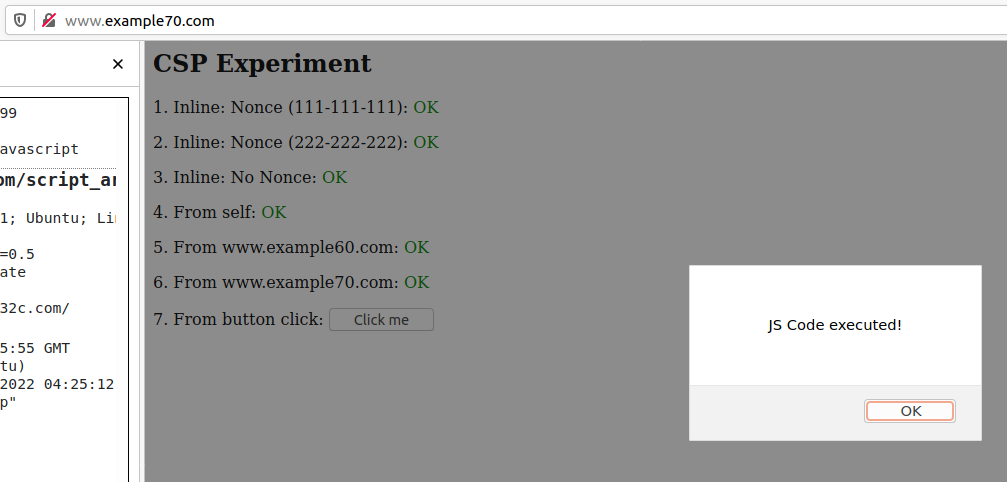 www.example70.com
99
avascript
om/script_ar
1; Ubuntu; Li
=0.5
ate
32c.com/
5:55 GMT
tu)
2022 04:25:12
p"
CSP Experiment
1. Inline: Nonce (111-111-111): OK
2. Inline: Nonce (222-222-222): OK
3. Inline: No Nonce: OK
4. From self: OK
5. From www.example60.com: OK
6. From www.example70.com: OK
7. From button click: Click me
JS Code executed!
OK